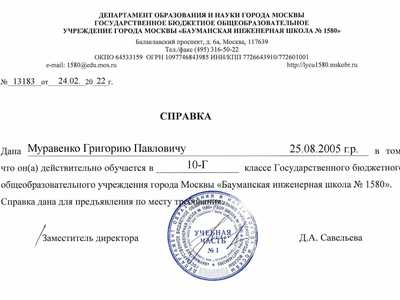 ДЕПАРТАМЕНТ ОБРАЗОВАНИЯ И НАУКИ ГОРОДА МОСКВЫ
ГОСУДАРСТВЕННОЕ БЮДЖЕТНОЕ ОБЩЕОБРАЗОВАТЕЛЬНОЕ
УЧРЕЖДЕНИЕ ГОРОДА МОСКВЫ «БАУМАНСКАЯ ИНЖЕНЕРНАЯ ШКОЛА № 1580»
Балаклавский проспект, д. 6а, Москва, 117639
Тел./факс (495) 316-50-22
ОКПО 64533159 ОГРН 1097746843985 ИНН/КПП 7726643910/772601001
e-mail: 1580@edu.mos.ru http://lycu1580.mskobr.ru
№ 13183 от 24.02. 2022 г.
СПРАВКА
Дана Муравенко Григорию Павловичу 25.08.2005 г.р. в том
что он(а) действительно обучается в 10-Г классе Государственного бюджетного
общеобразовательного учреждения города Москвы «Бауманская инженерная школа № 1580».
Справка дана для предъявления по месту требования.
Заместитель директора Д.А. Савельева
УЧЕБНАЯ
ЧАСТЬ
№ 1